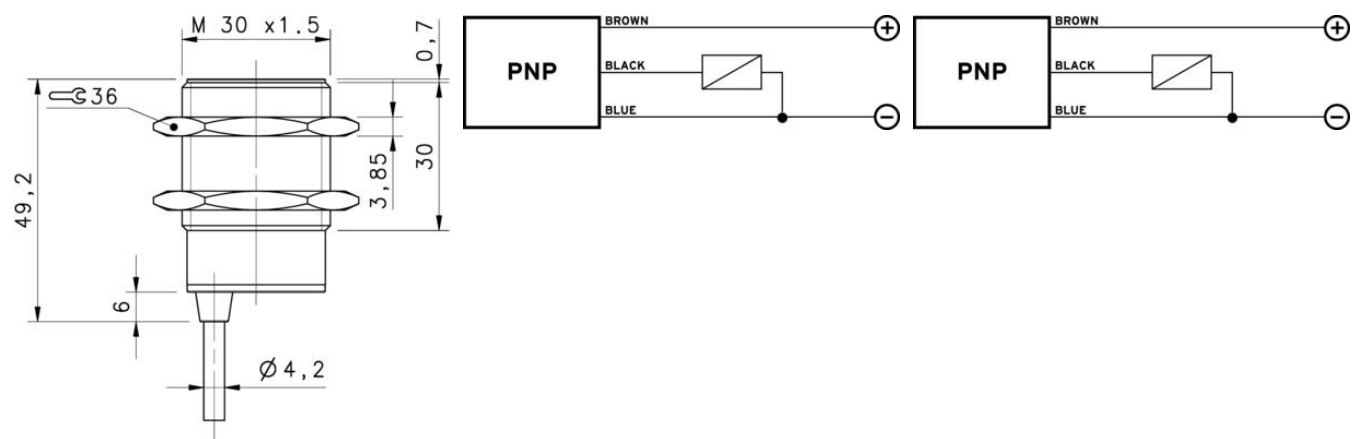 M 30 x1.5
0,7
36
3,85
30
49,2
6
Ø4,2
BROWN
PNP
BLACK
BLUE
BROWN
PNP
BLACK
BLUE